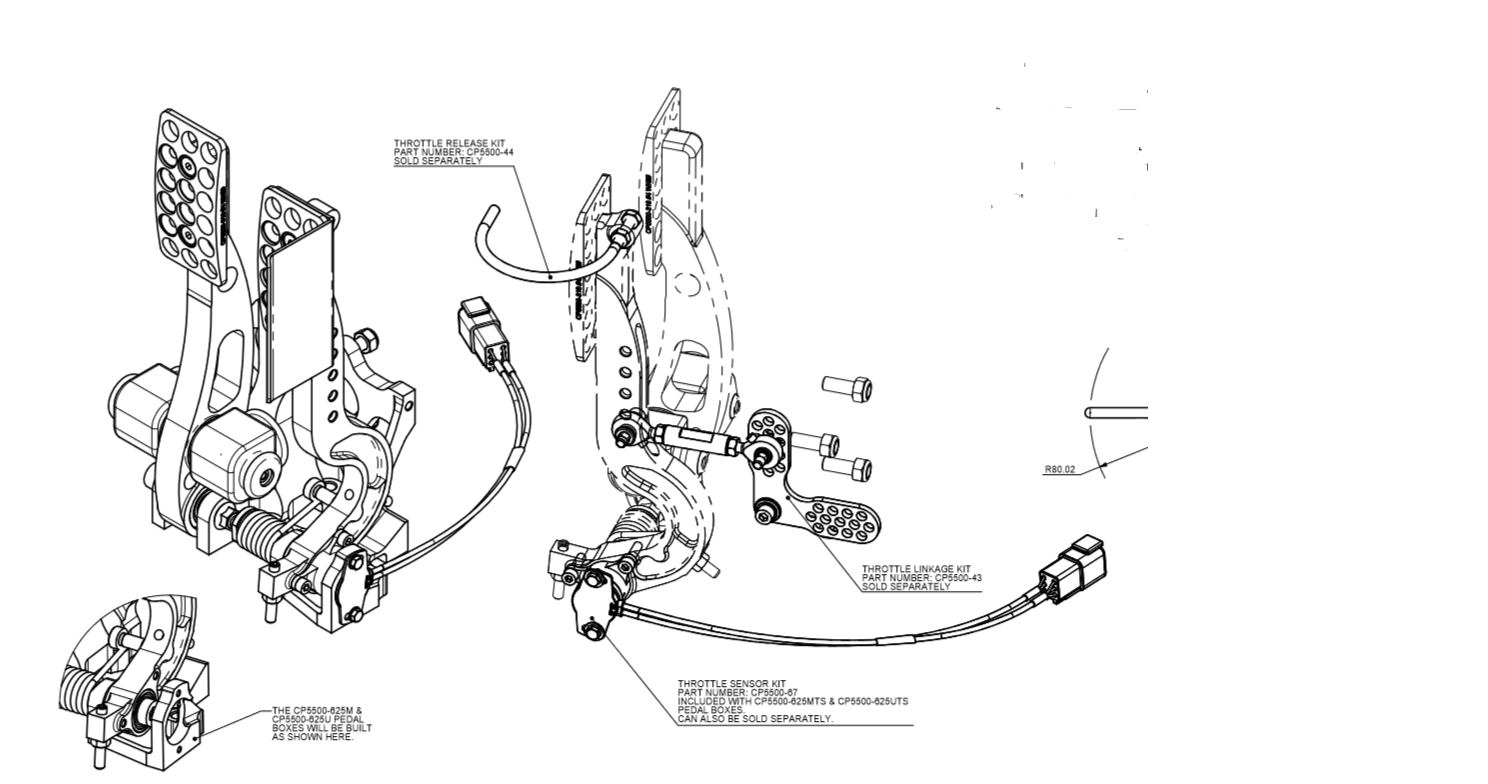 THROTTLE RELEASE KIT
PART NUMBER: CP5500-44
SOLD SEPARATELY
R80.02
THROTTLE LINKAGE KIT
PART NUMBER: CP5500-43
SOLD SEPARATELY
THROTTLE SENSOR KIT
PART NUMBER: CP5500-67
INCLUDED WITH CP5500-625MTS & CP5500-625UTS
PEDAL BOXES.
CAN ALSO BE SOLD SEPARATELY.
THE CP5500-625M &
CP5500-625U PEDAL
BOXES WILL BE BUILT
AS SHOWN HERE.